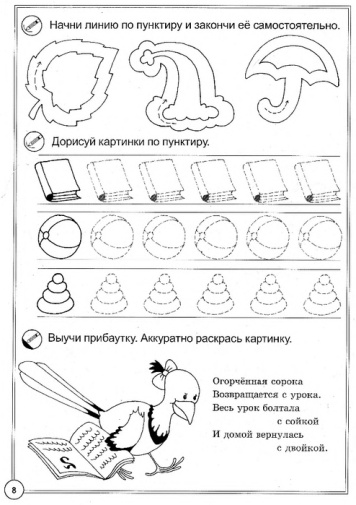 Начни линию по пунктиру и закончи её самостоятельно.
Дорисуй картинки по пунктиру.
Выучи прибаутку. Аккуратно раскрась картинку.
Огорчённая сорока
Возвращается с урока.
Весь урок болтала
с сойкой
И домой вернулась
с двойкой.
8